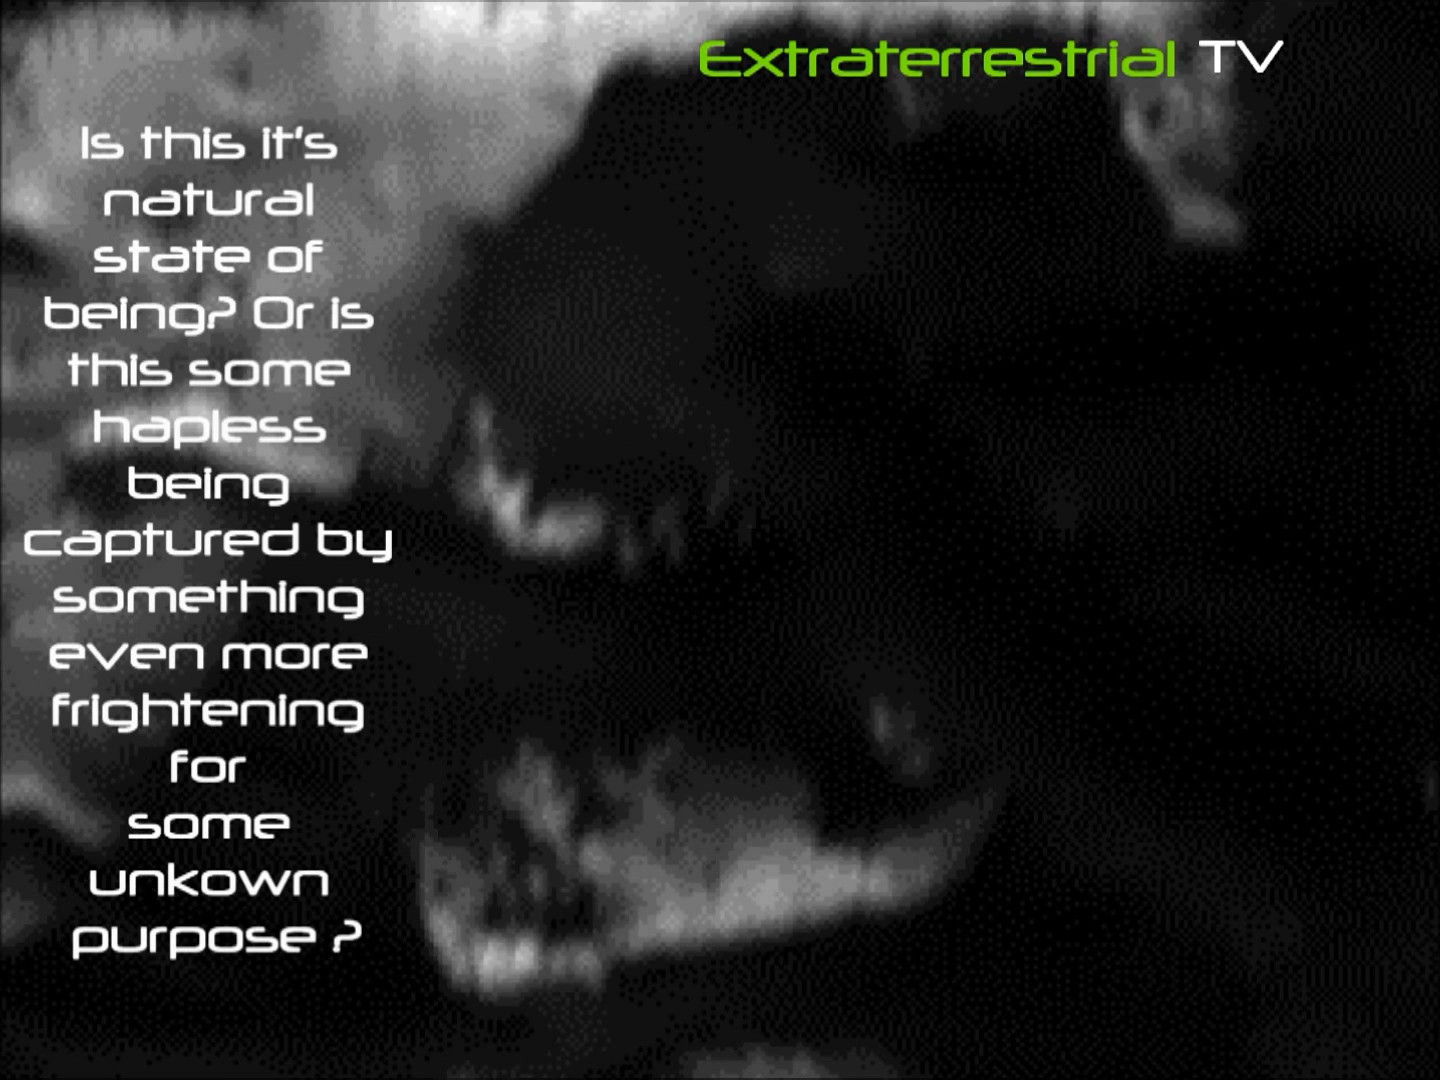 Extraterrestrial TV
Is this it's
natural
state of
being? Or is
this some
hapless
being
captured by
something
even more
frightening
for
some
unkown
purpose ?